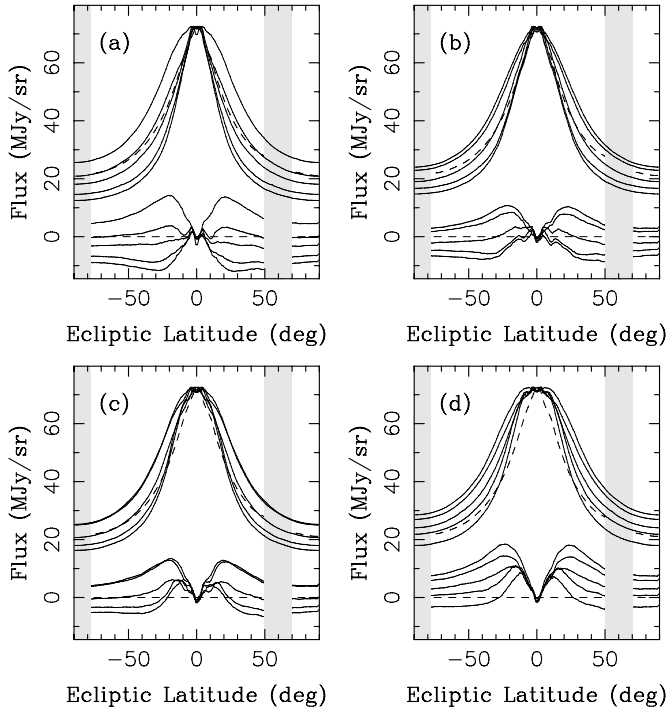 (a)
(b)
Flux (MJy/sr)
0 20 40 60
Flux (MJy/sr)
0 20 40 60
−50 0 50
−50 0 50
Ecliptic Latitude (deg)
Ecliptic Latitude (deg)
(c)
(d)
Flux (MJy/sr)
0 20 40 60
Flux (MJy/sr)
0 20 40 60
−50 0 50
−50 0 50
Ecliptic Latitude (deg)
Ecliptic Latitude (deg)